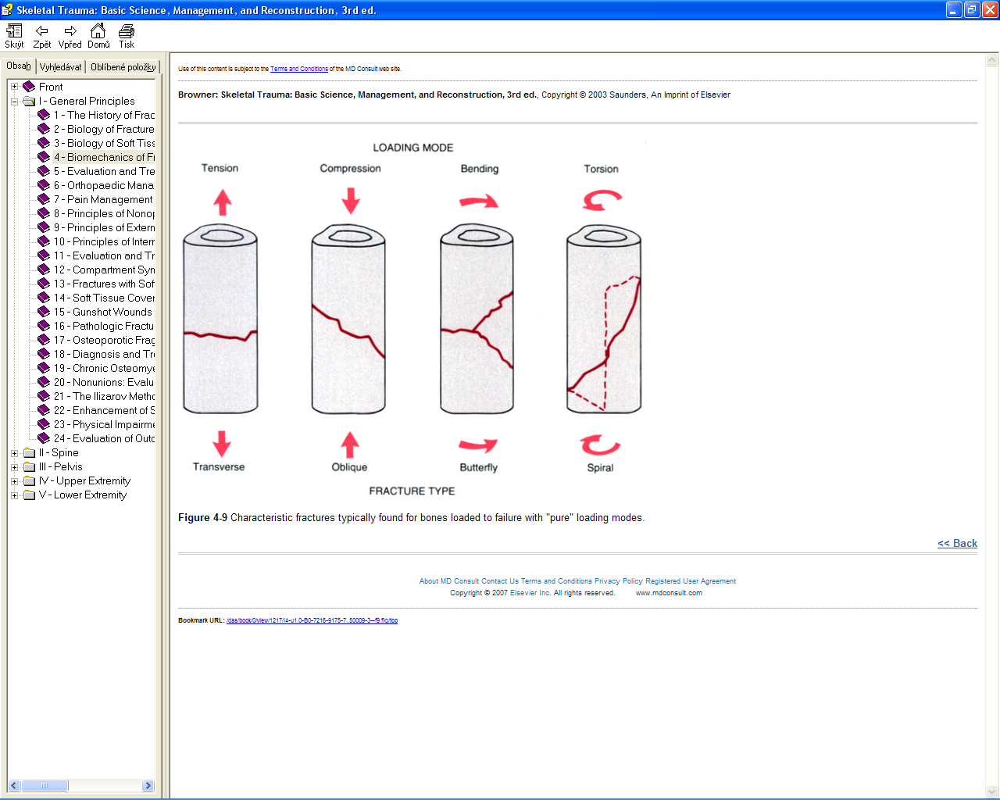 Skeletal Trauma: Basic Science, Management, and Reconstruction, 3rd ed.
Skrýt Zpět Vpřed Domů Tisk
Obsah Vyhledávat Oblíbené položky
Front
I - General Principles
1 - The History of Frac
2 - Biology of Fracture
3 - Biology of Soft Tiss
4 - Biomechanics of Fr
5 - Evaluation and Tre
6 - Orthopaedic Mana
7 - Pain Management
8 - Principles of Nonop
9 - Principles of Extern
10 - Principles of Intern
11 - Evaluation and Tr
12 - Compartment Syn
13 - Fractures with Sof
14 - Soft Tissue Cover
15 - Gunshot Wounds
16 - Pathologic Fractu
17 - Osteoporotic Frag
18 - Diagnosis and Tre
19 - Chronic Osteomye
20 - Nonunions: Evalu
21 - The Ilizarov Metho
22 - Enhancement of S
23 - Physical Impairme
24 - Evaluation of Outc
II - Spine
III - Pelvis
IV - Upper Extremity
V - Lower Extremity
Use of this content is subject to the Terms and Conditions of the MD Consult web site.
Browner: Skeletal Trauma: Basic Science, Management, and Reconstruction, 3rd ed., Copyright © 2003 Saunders, An Imprint of Elsevier
LOADING MODE
Tension Compression Bending Torsion
Transverse Oblique Butterfly Spiral
FRACTURE TYPE
Figure 4-9 Characteristic fractures typically found for bones loaded to failure with "pure" loading modes.
<< Back
About MD Consult Contact Us Terms and Conditions Privacy Policy Registered User Agreement
Copyright © 2007 Elsevier Inc. All rights reserved. www.mdconsult.com
Bookmark URL: /das/book/0/view/1217/I4-u1.0-B0-7216-9175-7..50009-3--f9.fig/top